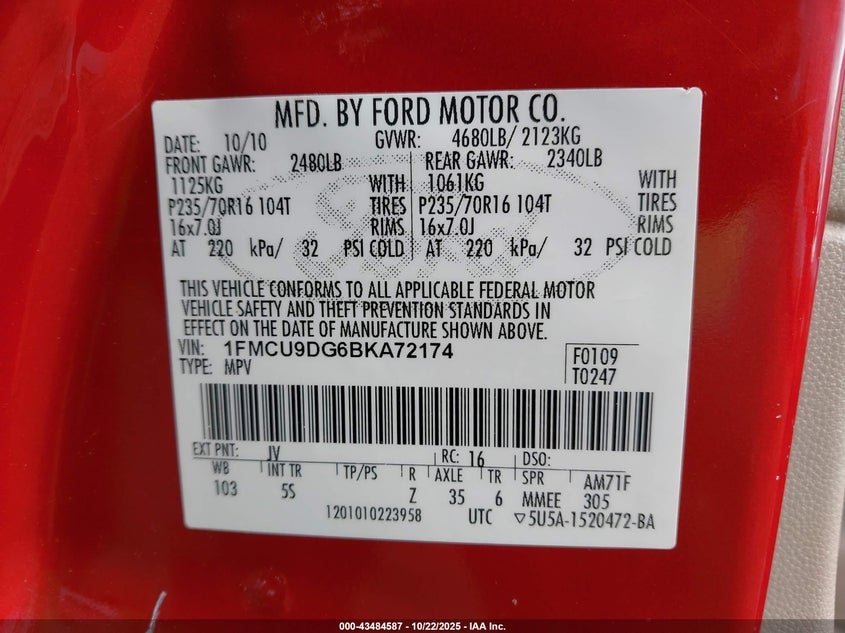 MFD. BY FORD MOTOR CO.
DATE: 10/10 GVWR: 4680LB/ 2123KG
FRONT GAWR: 2480LB REAR GAWR: 2340LB
1125KG WITH 1061KG WITH
P235/70R16 104T TIRES P235/70R16 104T TIRES
16x7.0J RIMS 16x7.0J RIMS
AT 220 kPa/ 32 PSI COLD AT 220 kPa/ 32 PSI COLD
THIS VEHICLE CONFORMS TO ALL APPLICABLE FEDERAL MOTOR
VEHICLE SAFETY AND THEFT PREVENTION STANDARDS IN
EFFECT ON THE DATE OF MANUFACTURE SHOWN ABOVE.
VIN: 1FMCU9DG6BKA72174 F0109
TYPE: MPV T0247
EXT PNT: JV RC: 16 DSO:
WB INT TR TP/PS R AXLE TR SPR AM71F
103 5S Z 35 6 MMEE 305
1201010223958 UTC ▽5U5A-1520472-BA
000-43484587 - 10/22/2025 - IAA Inc.